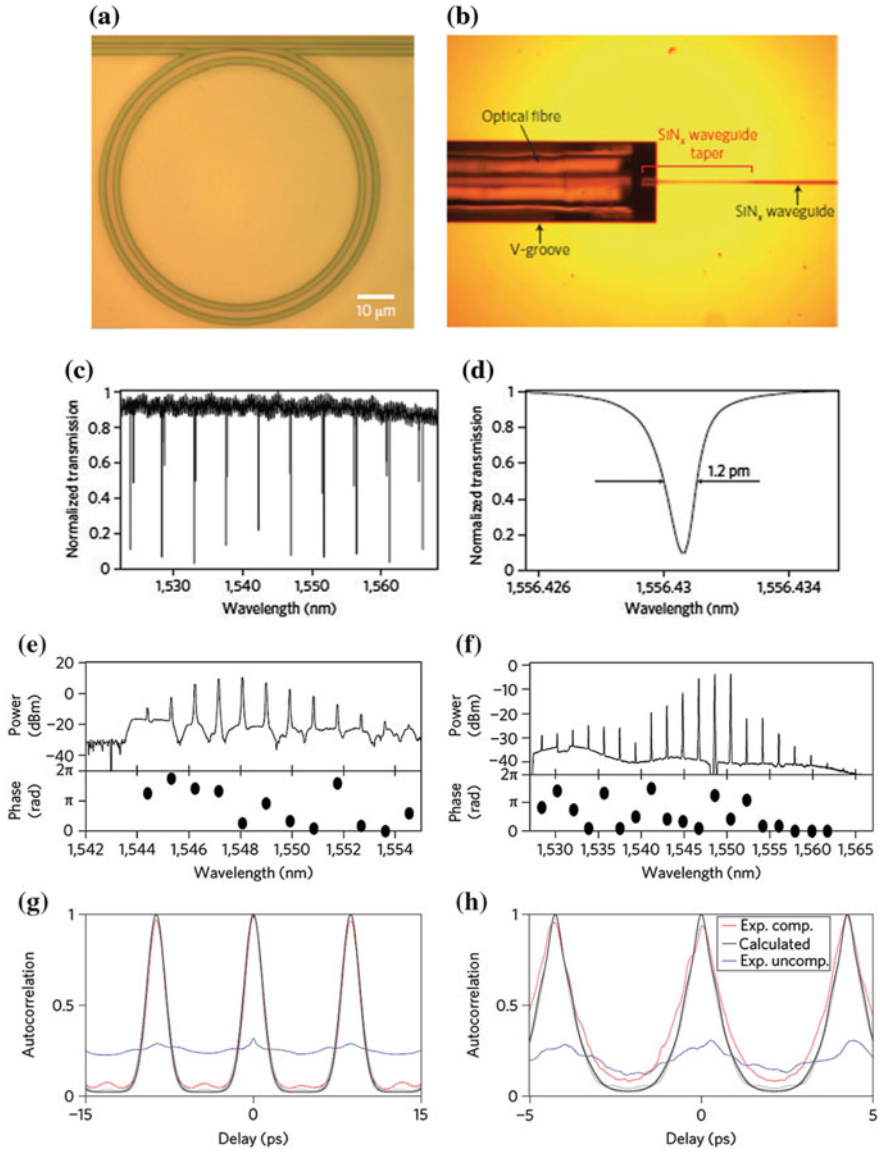 (a)
(b)
10 μm
Optical fibre
SiNx waveguide
taper
SiNx waveguide
V-groove
(c)
Normalized transmission
1
0.8
0.6
0.4
0.2
0
1,530 1,540 1,550 1,560
Wavelength (nm)
(d)
Normalized transmission
1
0.8
0.6
0.4
0.2
0
1.2 pm
1,556.426 1,556.43 1,556.434
Wavelength (nm)
(e)
Power
(dBm)
20
0
−20
−40
Phase
(rad)
2π
π
0
1,542 1,544 1,546 1,548 1,550 1,552 1,554
Wavelength (nm)
(f)
Power
(dBm)
0
−10
−20
−30
−40
Phase
(rad)
2π
π
0
1,530 1,535 1,540 1,545 1,550 1,555 1,560 1,565
Wavelength (nm)
(g)
Autocorrelation
1
0.5
0
−15 0 15
Delay (ps)
(h)
Autocorrelation
1
0.5
0
Exp. comp.
Calculated
Exp. uncomp.
−5 0 5
Delay (ps)